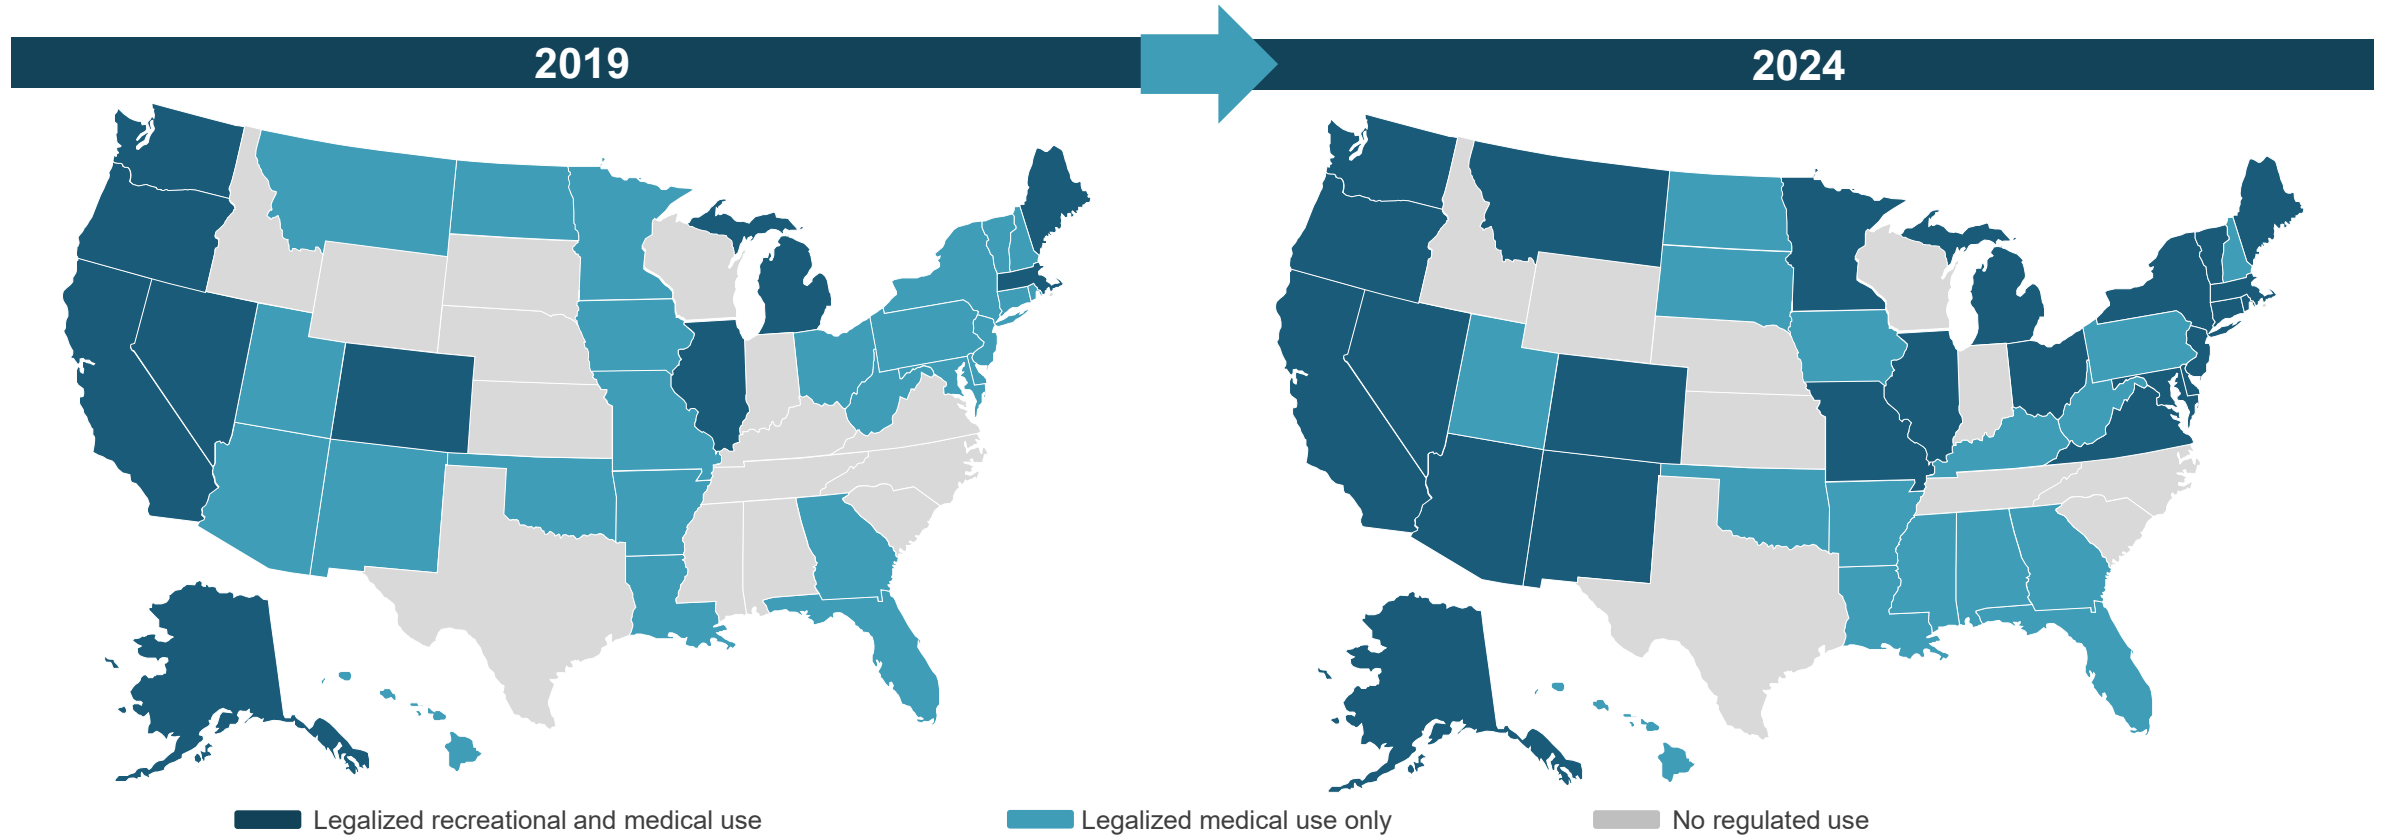 2019
2024
Legalized recreational and medical use
Legalized medical use only
No regulated use